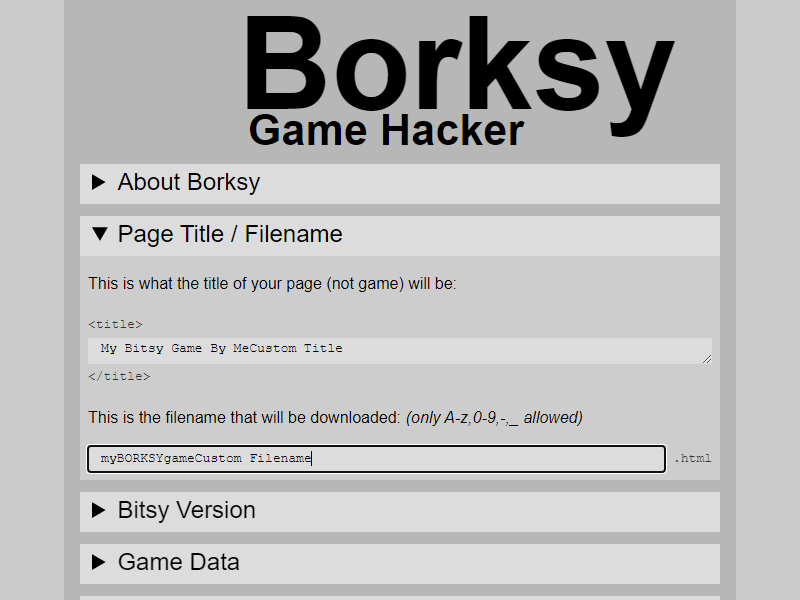 Borksy
Game Hacker
About Borksy
Page Title / Filename
This is what the title of your page (not game) will be:
<title>
My Bitsy Game By MeCustom Title
</title>
This is the filename that will be downloaded: (only A-z,0-9,-,_ allowed)
myBORKSYgameCustom Filename
.html
Bitsy Version
Game Data